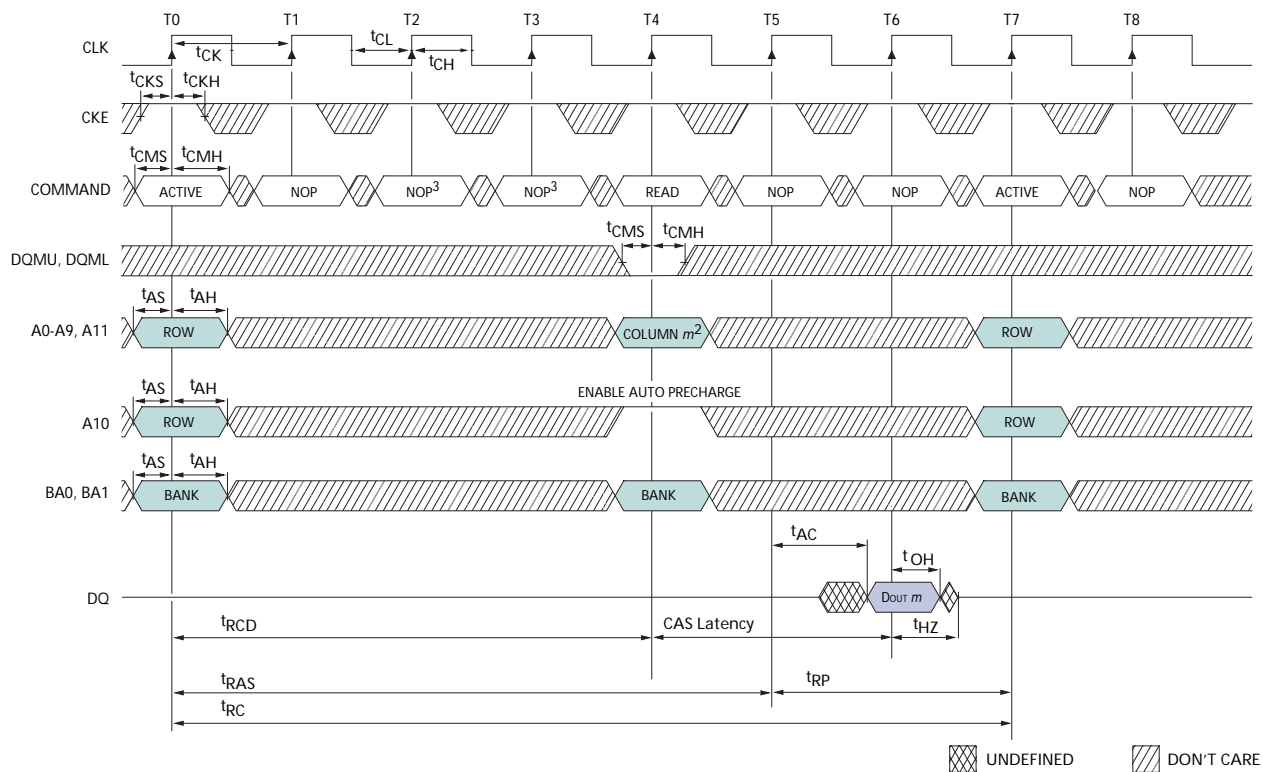 T0 T1 T2 T3 T4 T5 T6 T7 T8
CLK
tCK
tCL
tCH
tCKS tCKH
CKE
tCMS tCMH
COMMAND ACTIVE NOP NOP3 NOP3 READ NOP NOP ACTIVE NOP
tCMS tCMH
DQMU, DQML
tAS tAH
A0-A9, A11 ROW COLUMN m2 ROW
ENABLE AUTO PRECHARGE
tAS tAH
A10 ROW ROW
tAS tAH
BA0, BA1 BANK BANK BANK
tAC
tOH
DQ DOUT m
tRCD CAS Latency tHZ
tRAS tRP
tRC
UNDEFINED DON'T CARE